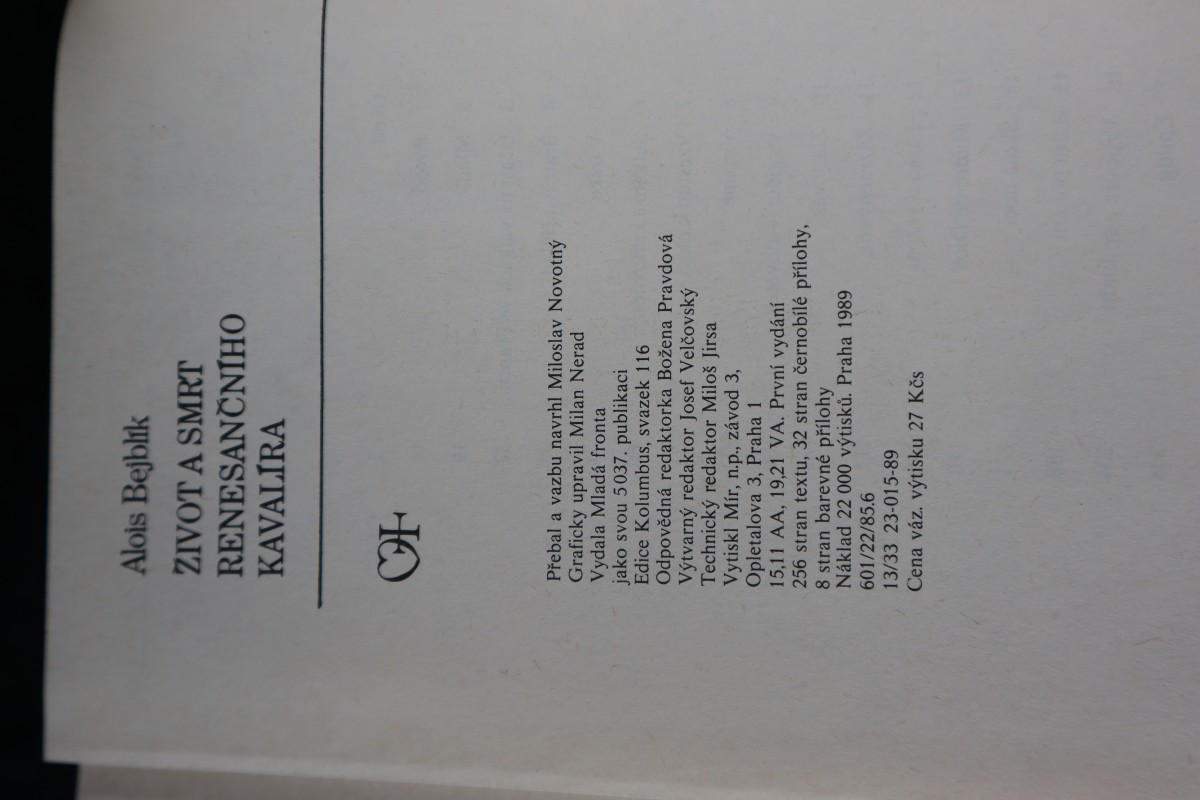 Alois Bejblík
ŽIVOT A SMRT
RENESANČNÍHO
KAVALÍRA
Přebal a vazbu navrhl Miloslav Novotný
Graficky upravil Milan Nerad
Vydala Mladá fronta
jako svou 5 037. publikaci
Edice Kolumbus, svazek 116
Odpovědná redaktorka Božena Pravdová
Výtvarný redaktor Josef Velčovský
Technický redaktor Miloš Jirsa
Vytiskl Mír, n.p., závod 3,
Opletalova 3, Praha 1
15,11 AA, 19,21 VA. První vydání
256 stran textu, 32 stran černobílé přílohy,
8 stran barevné přílohy
Náklad 22 000 výtisků. Praha 1989
601/22/85.6
13/33 23-015-89
Cena váz. výtisku 27 Kčs